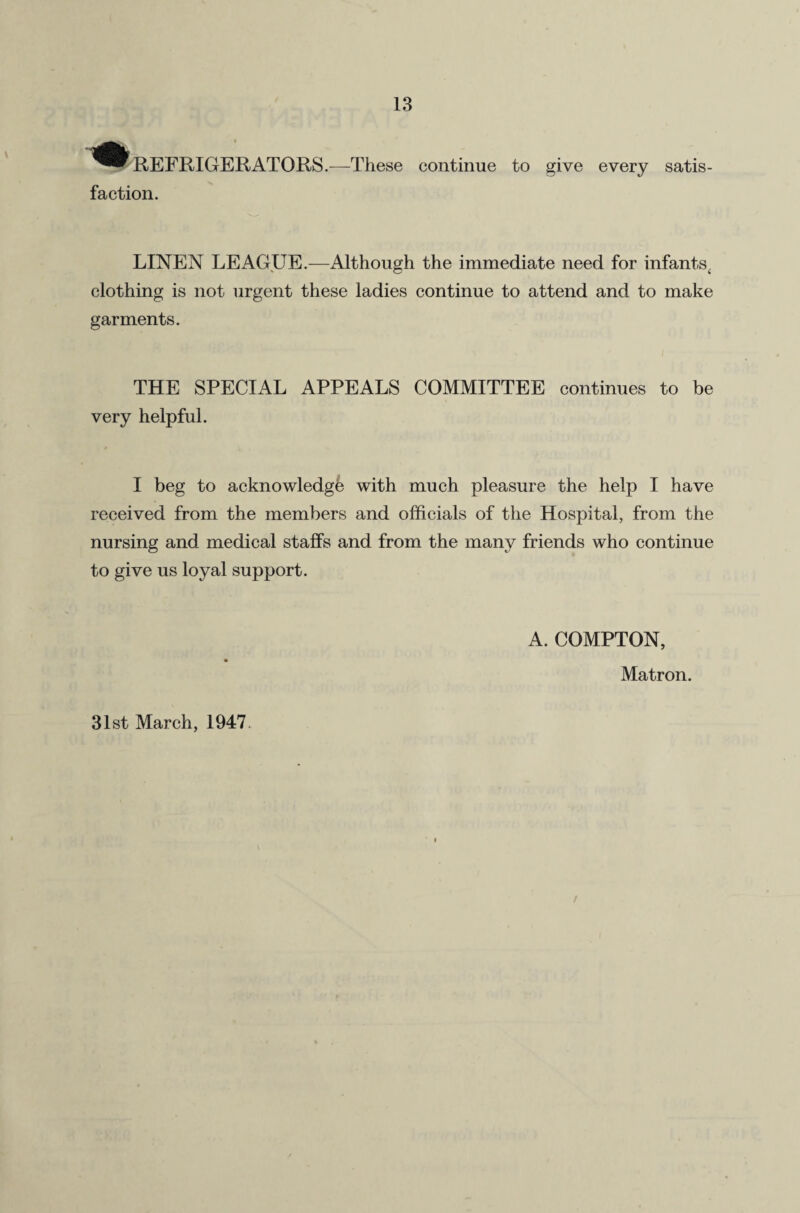 13
REFRIGERATORS.—These continue to give every satis-
faction.
LINEN LEAGUE.—Although the immediate need for infants,
clothing is not urgent these ladies continue to attend and to make
garments.
THE SPECIAL APPEALS COMMITTEE continues to be
very helpful.
I beg to acknowledge with much pleasure the help I have
received from the members and officials of the Hospital, from the
nursing and medical staffs and from the many friends who continue
to give us loyal support.
A. COMPTON,
Matron.
31st March, 1947.